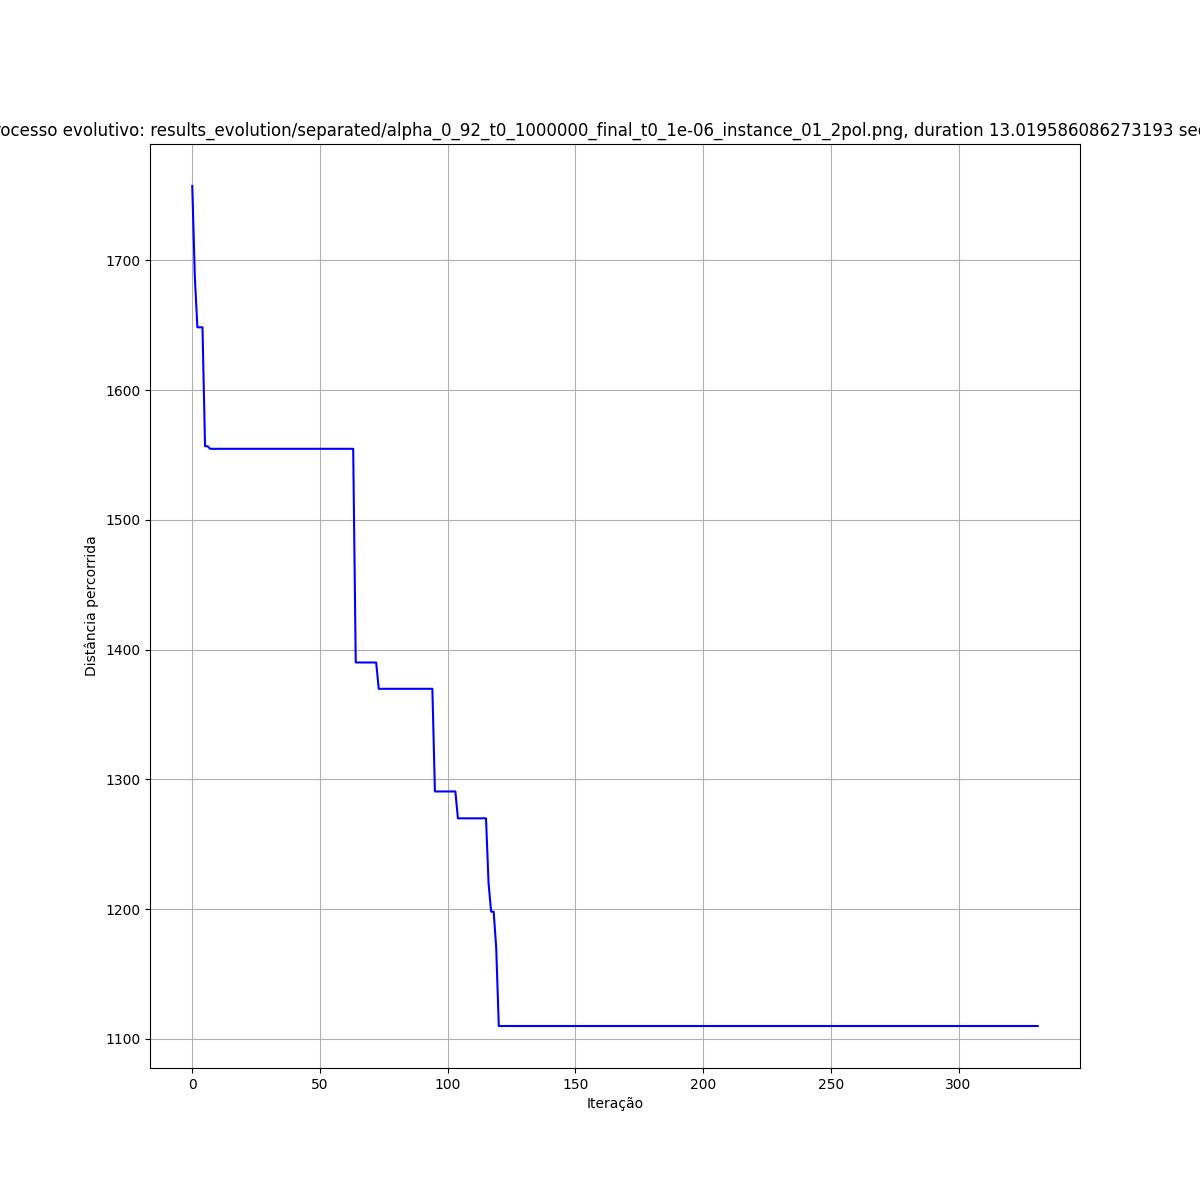 ocesso evolutivo: results_evolution/separated/alpha_0_92_t0_1000000_final_t0_1e-06_instance_01_2pol.png, duration 13.019586086273193 se
1700
1600
1500
1400
1300
1200
1100
Distância percorrida
0 50 100 150 200 250 300
Iteração